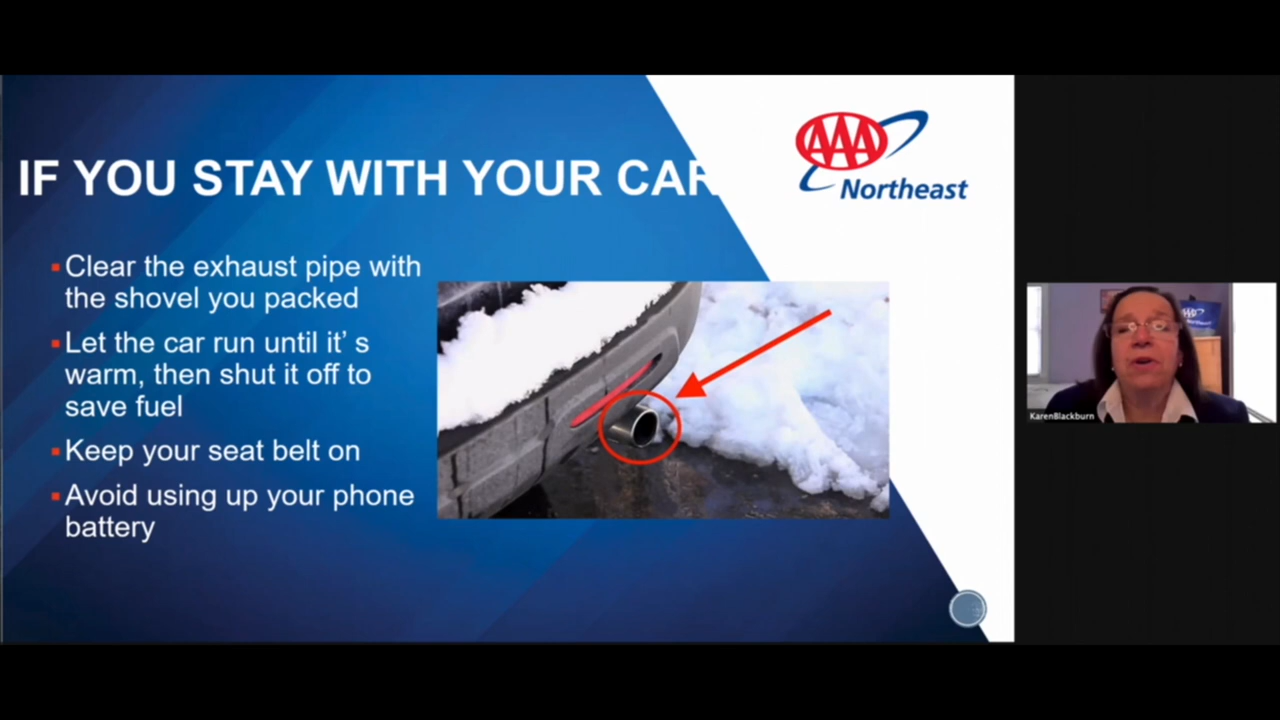 IF YOU STAY WITH YOUR CAR
AAA
Northeast
▪Clear the exhaust pipe with
the shovel you packed
▪Let the car run until it’ s
warm, then shut it off to
save fuel
▪Keep your seat belt on
▪Avoid using up your phone
battery
KarenBlackburn